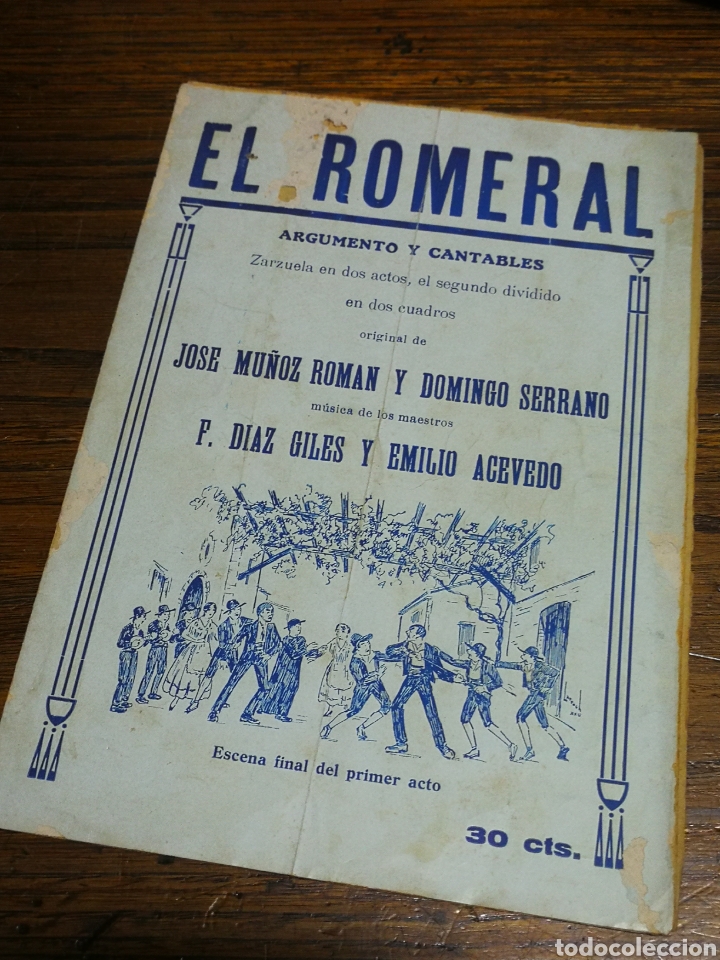 EL ROMERAL
ARGUMENTO Y CANTABLES
Zarzuela en dos actos, el segundo dividido
en dos cuadros
original de
JOSE MUÑOZ ROMAN Y DOMINGO SERRANO
música de los maestros
F. DIAZ GILES Y EMILIO ACEVEDO
Escena final del primer acto
30 cts.
todocoleccion